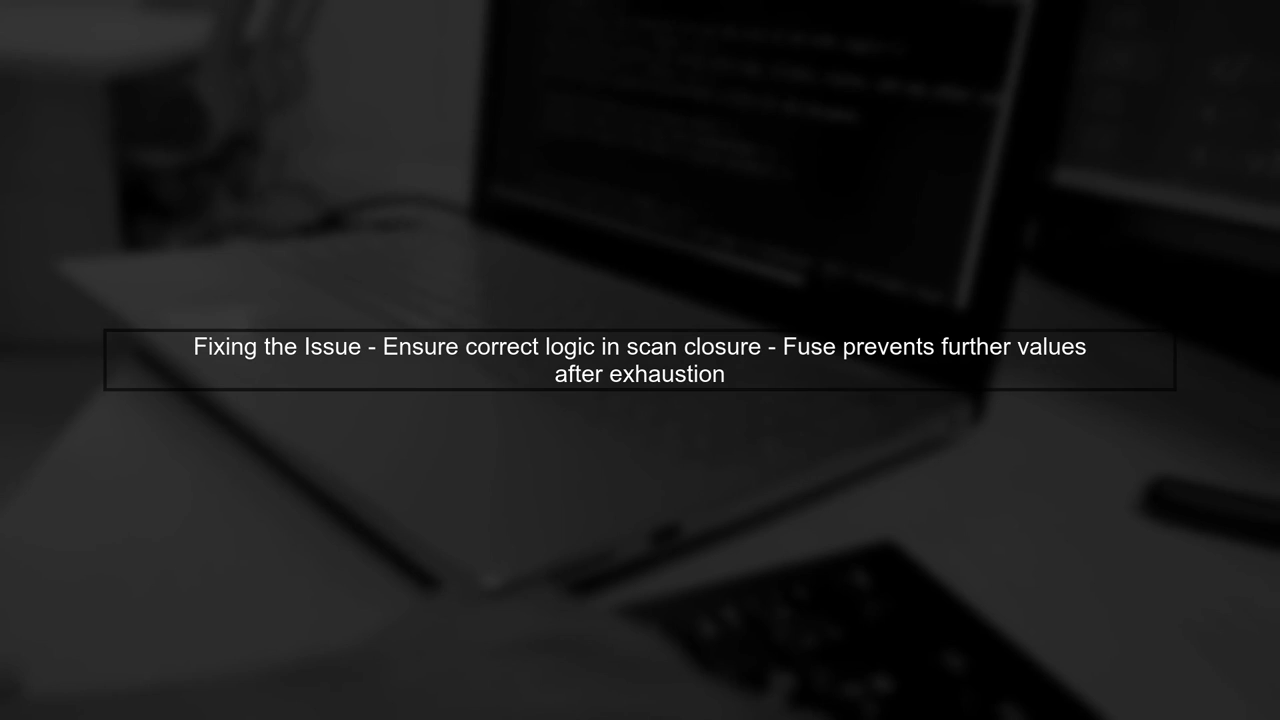 Fixing the Issue - Ensure correct logic in scan closure - Fuse prevents further values
after exhaustion